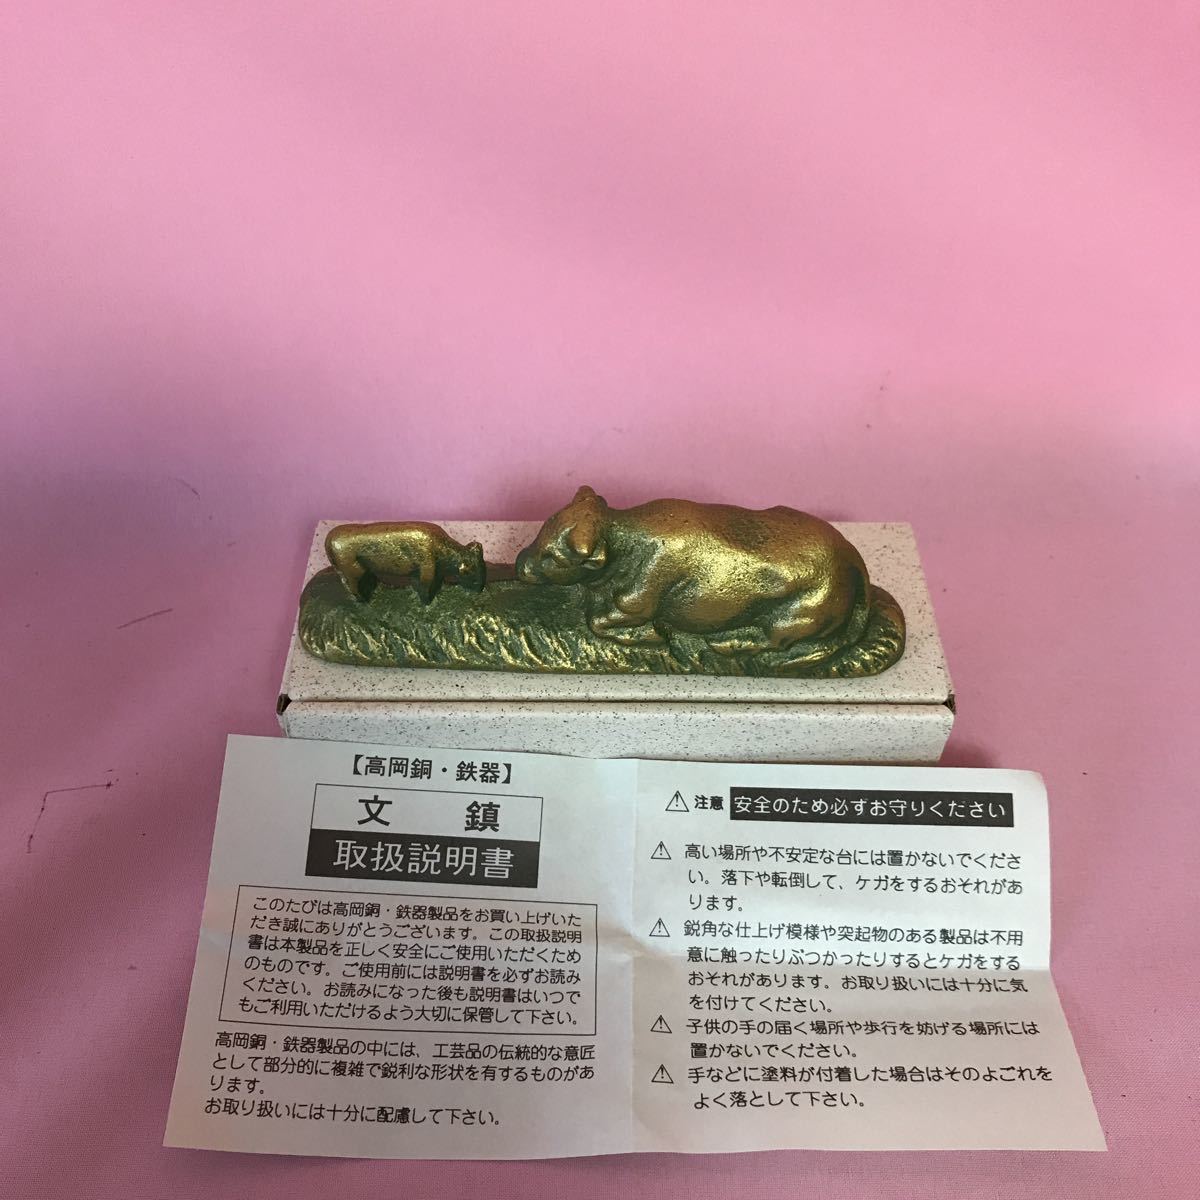 【高岡銅・鉄器】
文鎮
取扱説明書
このたびは高岡銅・鉄器製品をお買い上げいた
だき誠にありがとうございます。この取扱説明
書は本製品を正しく安全にご使用いただくため
のものです。ご使用前には説明書を必ずお読み
ください。お読みになった後も説明書はいつで
もご利用いただけるよう大切に保管して下さい。
高岡銅・鉄器製品の中には、工芸品の伝統的な意匠
として部分的に複雑で鋭利な形状を有するものがあ
ります。
お取り扱いには十分に配慮して下さい。
⚠ 注意 安全のため必ずお守りください
⚠ 高い場所や不安定な台には置かないでくださ
い。落下や転倒して、ケガをするおそれがあ
ります。
⚠ 鋭角な仕上げ模様や突起物のある製品は不用
意に触ったりぶつかったりするとケガをする
おそれがあります。お取り扱いには十分に気
を付けてください。
⚠ 子供の手の届く場所や歩行を妨げる場所には
置かないでください。
⚠ 手などに塗料が付着した場合はそのよごれを
よく落として下さい。